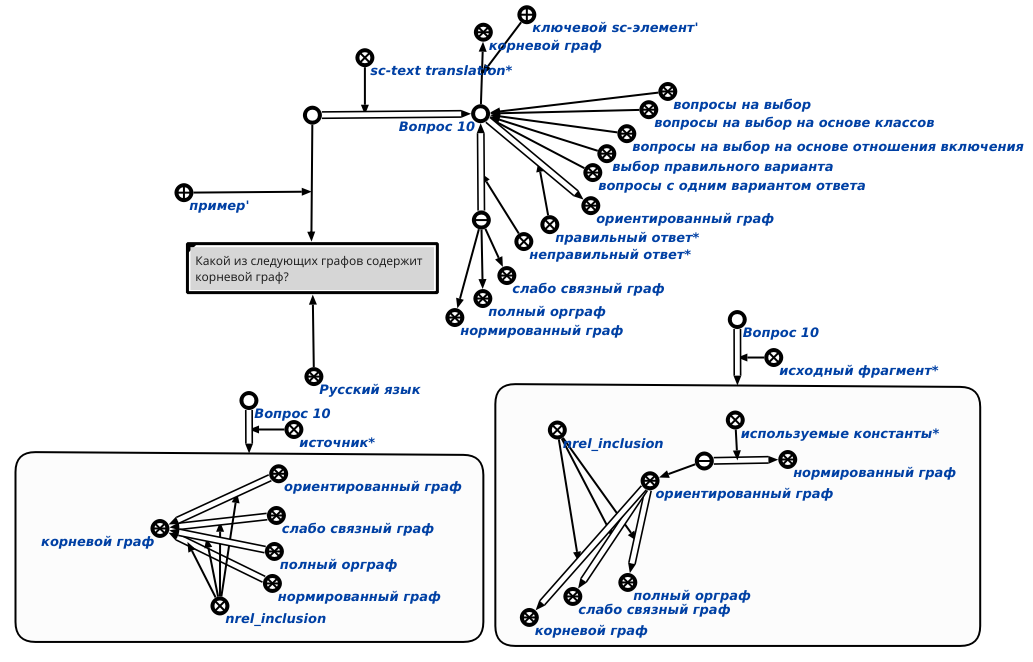 ключевой sc-элемент'
корневой граф
sc-text translation*
вопросы на выбор
Вопрос 10
вопросы на выбор на основе классов
вопросы на выбор на основе отношения включения
выбор правильного варианта
вопросы с одним вариантом ответа
пример'
ориентированный граф
правильный ответ*
неправильный ответ*
Какой из следующих графов содержит
корневой граф?
слабо связный граф
полный орграф
нормированный граф
Вопрос 10
исходный фрагмент*
Русский язык
Вопрос 10
источник*
ориентированный граф
слабо связный граф
корневой граф
полный орграф
нормированный граф
nrel_inclusion
nrel_inclusion
используемые константы*
нормированный граф
ориентированный граф
полный орграф
слабо связный граф
корневой граф